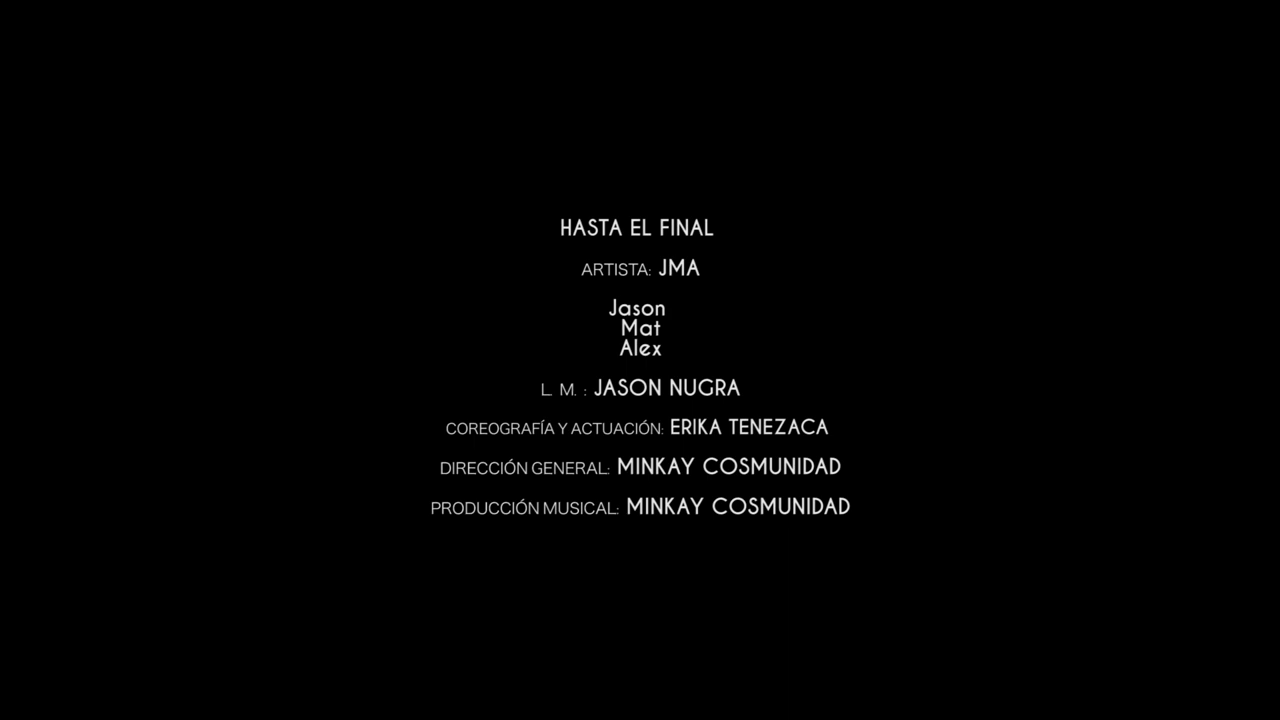 HASTA EL FINAL
ARTISTA: JMA
Jason
Mat
Alex
L. M. : JASON NUGRA
COREOGRAFÍA Y ACTUACIÓN: ERIKA TENEZACA
DIRECCIÓN GENERAL: MINKAY COSMUNIDAD
PRODUCCIÓN MUSICAL: MINKAY COSMUNIDAD